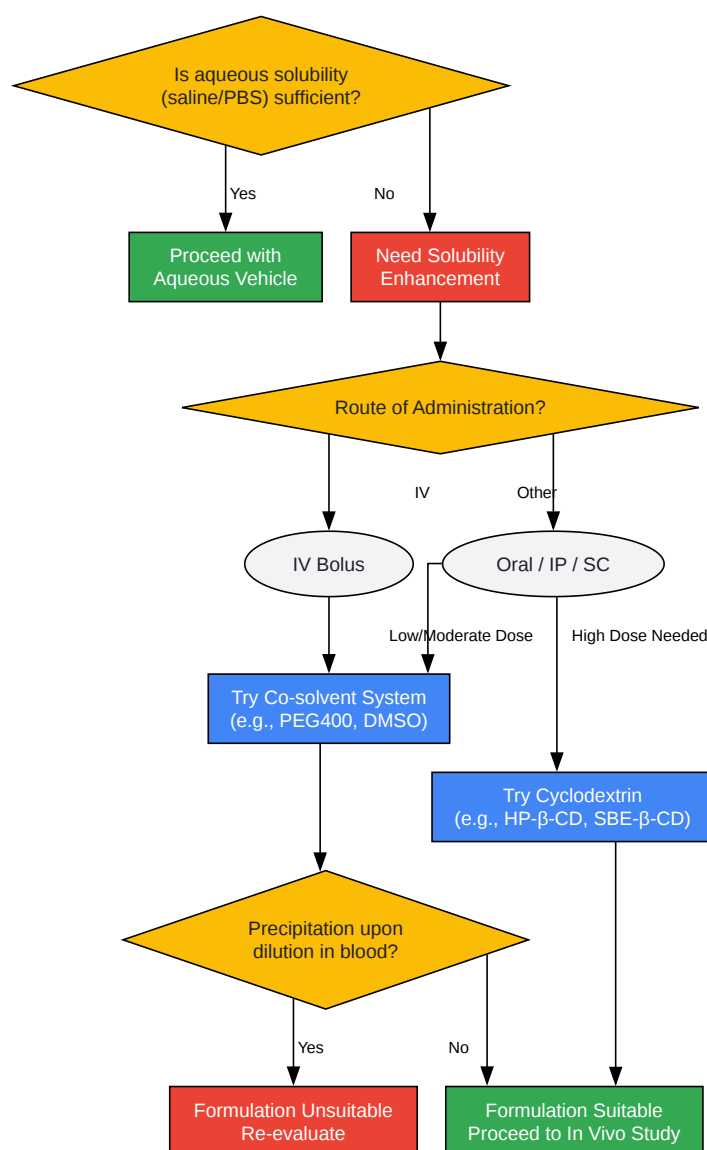 Is aqueous solubility
(saline/PBS) sufficient?
Yes
No
Proceed with
Aqueous Vehicle
Need Solubility
Enhancement
Route of Administration?
IV
Other
IV Bolus
Oral / IP / SC
Low/Moderate Dose
High Dose Needed
Try Co-solvent System
(e.g., PEG400, DMSO)
Try Cyclodextrin
(e.g., HP-β-CD, SBE-β-CD)
Precipitation upon
dilution in blood?
Yes
No
Formulation Unsuitable
Re-evaluate
Formulation Suitable
Proceed to In Vivo Study